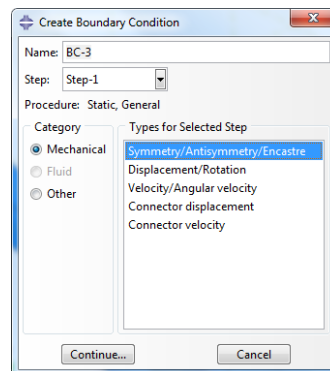 Create Boundary Condition
Name: BC-3
Step: Step-1
Procedure: Static, General
Category
Mechanical
Fluid
Other
Types for Selected Step
Symmetry/Antisymmetry/Encastre
Displacement/Rotation
Velocity/Angular velocity
Connector displacement
Connector velocity
Continue... Cancel